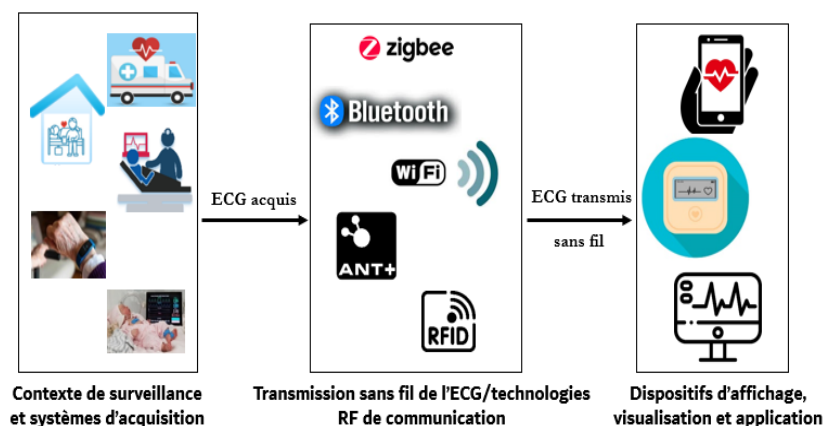 zigbee
Bluetooth
WiFi
ANT+
RFID
ECG acquis
ECG transmis
sans fil
Contexte de surveillance
et systèmes d'acquisition
Transmission sans fil de l'ECG/technologies
RF de communication
Dispositifs d'affichage,
visualisation et application